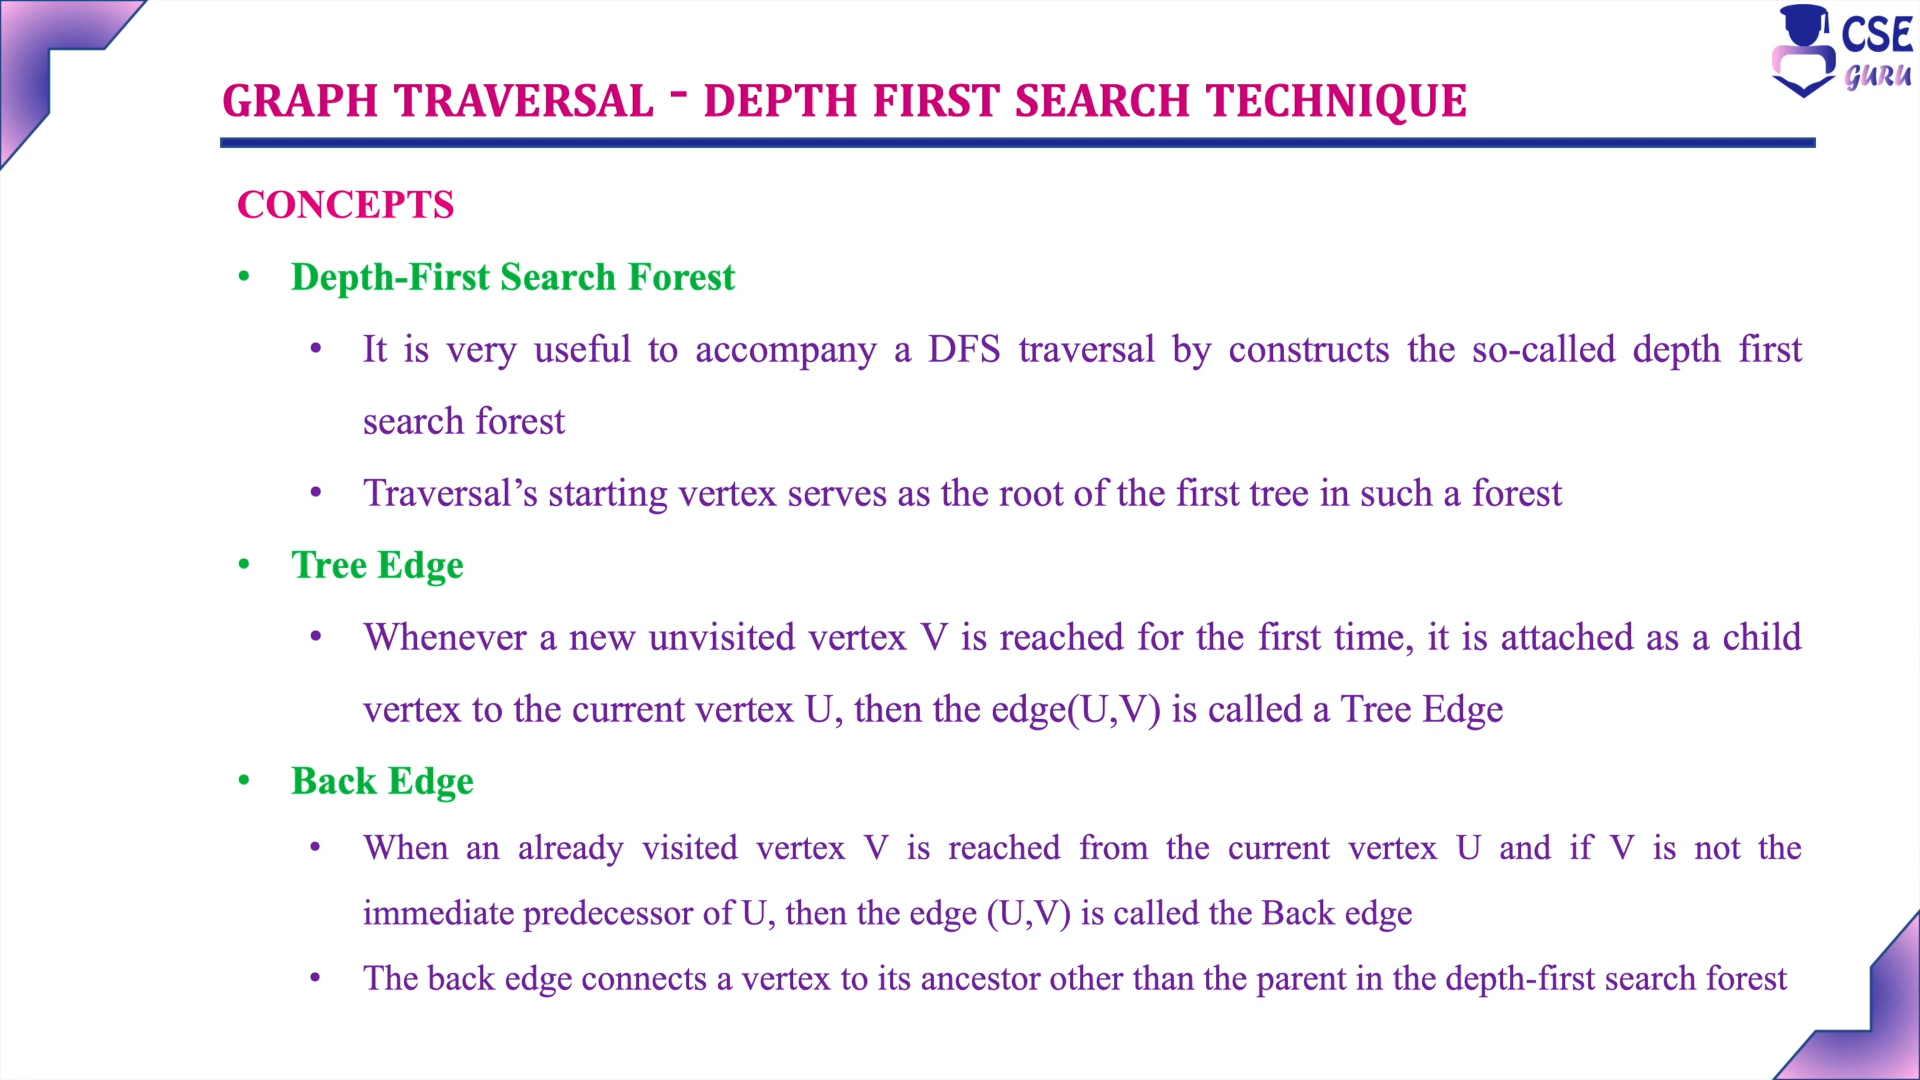 CSE
GURU
GRAPH TRAVERSAL - DEPTH FIRST SEARCH TECHNIQUE
CONCEPTS
• Depth-First Search Forest
• It is very useful to accompany a DFS traversal by constructs the so-called depth first
search forest
• Traversal’s starting vertex serves as the root of the first tree in such a forest
• Tree Edge
• Whenever a new unvisited vertex V is reached for the first time, it is attached as a child
vertex to the current vertex U, then the edge(U,V) is called a Tree Edge
• Back Edge
• When an already visited vertex V is reached from the current vertex U and if V is not the
immediate predecessor of U, then the edge (U,V) is called the Back edge
• The back edge connects a vertex to its ancestor other than the parent in the depth-first search forest